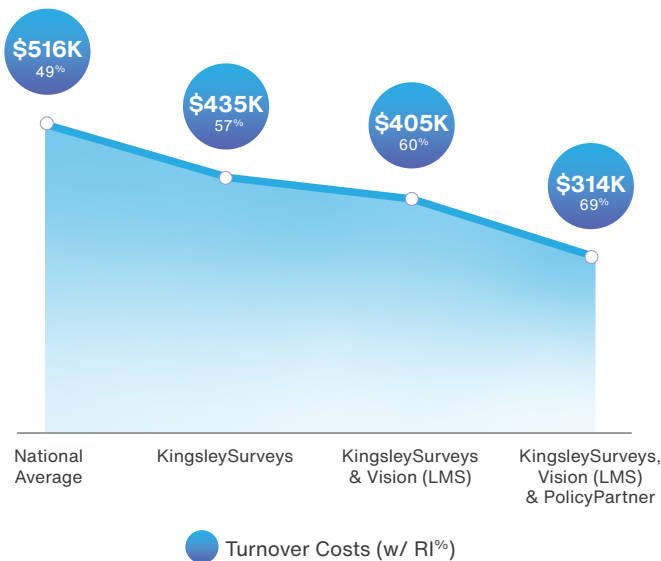 $516K
49%
$435K
57%
$405K
60%
$314K
69%
National
Average
KingsleySurveys
KingsleySurveys
& Vision (LMS)
KingsleySurveys,
Vision (LMS)
& PolicyPartner
Turnover Costs (w/ RI%)